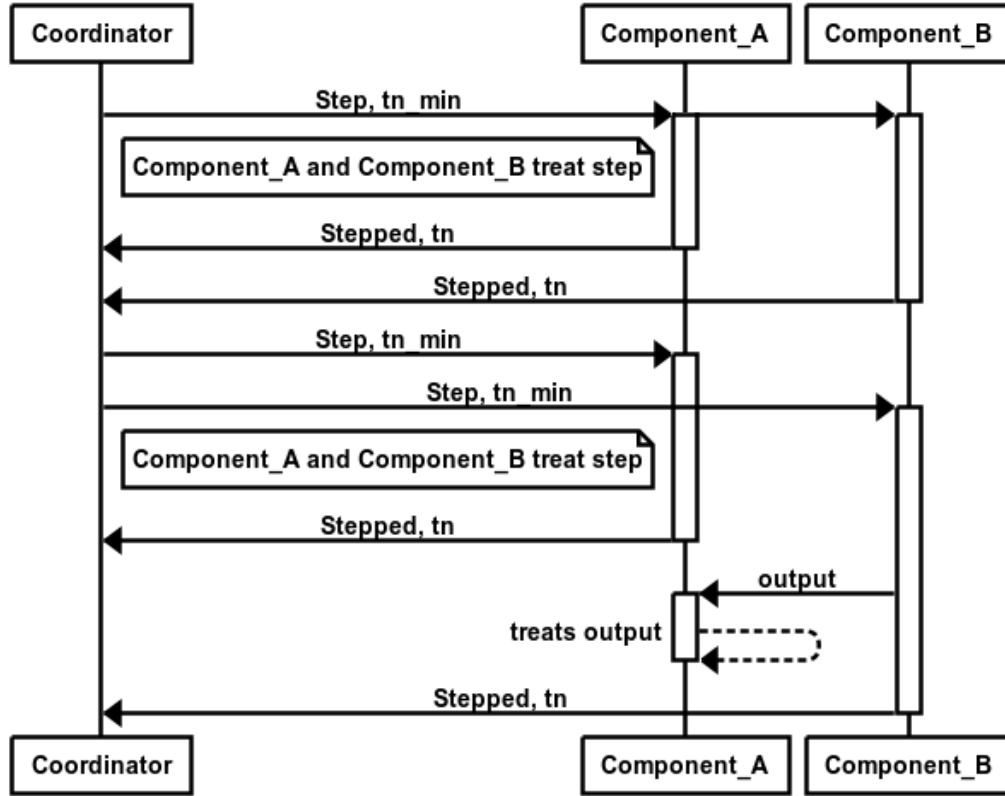 Coordinator
Component_A
Component_B
Step, tn_min
Component_A and Component_B treat step
Stepped, tn
Stepped, tn
Step, tn_min
Step, tn_min
Component_A and Component_B treat step
Stepped, tn
output
treats output
Stepped, tn
Coordinator
Component_A
Component_B